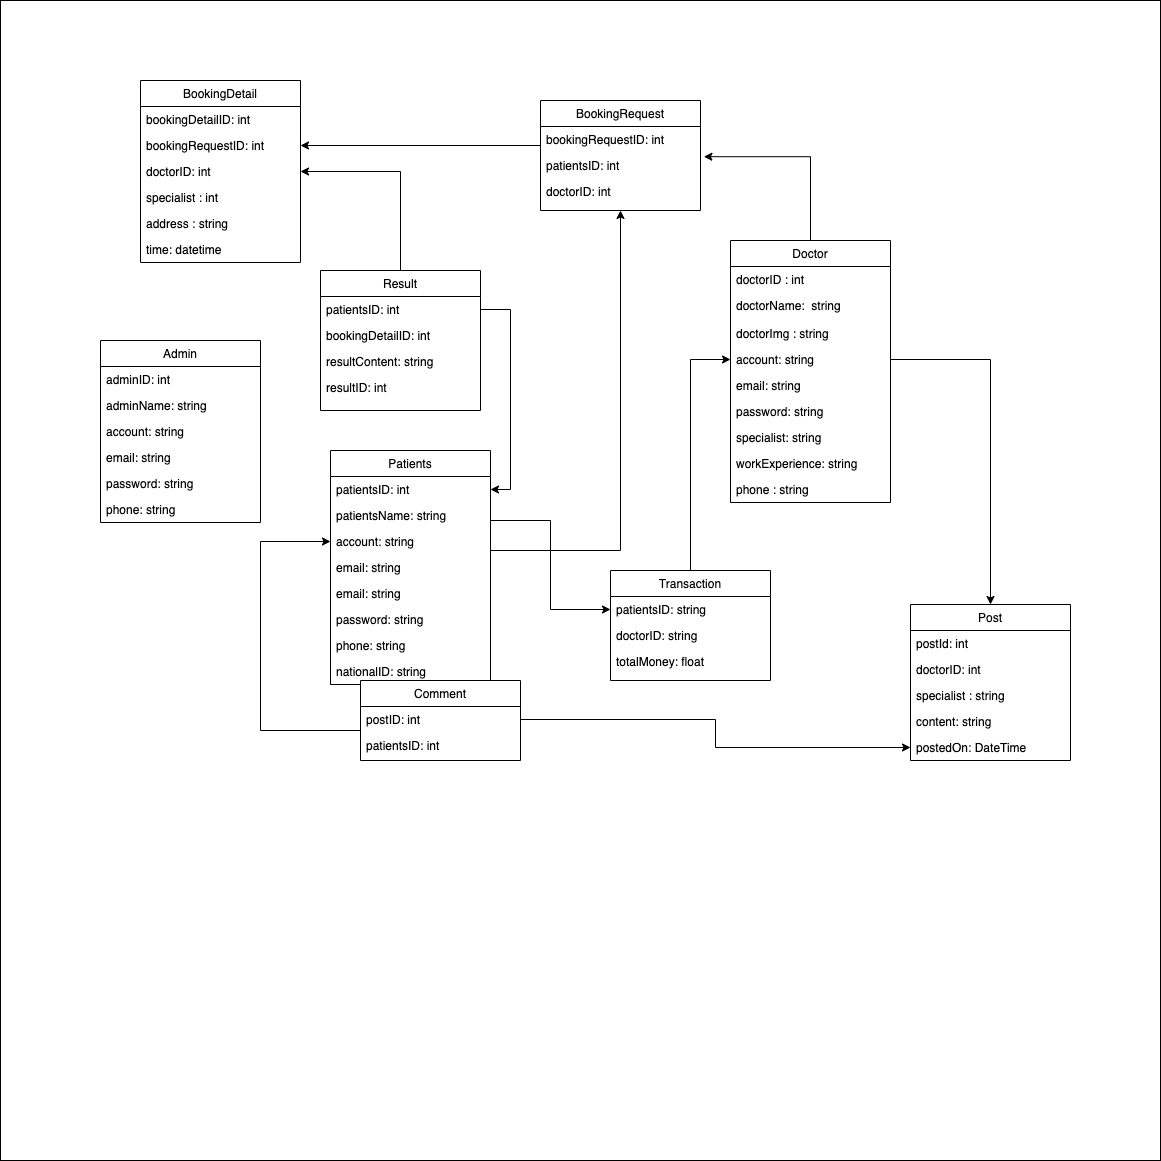 BookingDetail
bookingDetailID: int
bookingRequestID: int
doctorID: int
specialist : int
address : string
time: datetime
BookingRequest
bookingRequestID: int
patientsID: int
doctorID: int
Doctor
doctorID : int
doctorName:  string
doctorImg : string
account: string
email: string
password: string
specialist: string
workExperience: string
phone : string
Result
patientsID: int
bookingDetailID: int
resultContent: string
resultID: int
Admin
adminID: int
adminName: string
account: string
email: string
password: string
phone: string
Patients
patientsID: int
patientsName: string
account: string
email: string
email: string
password: string
phone: string
nationalID: string
Transaction
patientsID: string
doctorID: string
totalMoney: float
Post
postId: int
doctorID: int
specialist : string
content: string
postedOn: DateTime
Comment
postID: int
patientsID: int